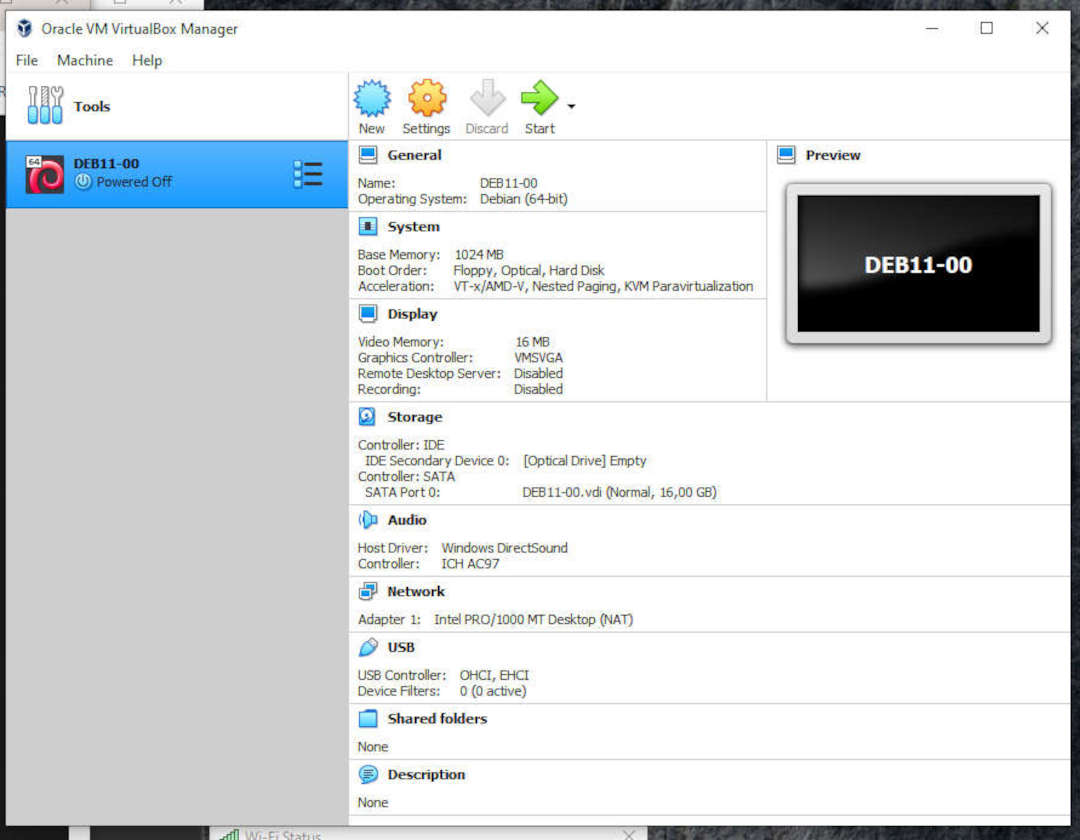 Oracle VM VirtualBox Manager
File Machine Help
Tools
New Settings Discard Start
64
DEB11-00
Powered Off
General
Name: DEB11-00
Operating System: Debian (64-bit)
System
Base Memory: 1024 MB
Boot Order: Floppy, Optical, Hard Disk
Acceleration: VT-x/AMD-V, Nested Paging, KVM Paravirtualization
Display
Video Memory: 16 MB
Graphics Controller: VMSVGA
Remote Desktop Server: Disabled
Recording: Disabled
Preview
DEB11-00
Storage
Controller: IDE
IDE Secondary Device 0: [Optical Drive] Empty
Controller: SATA
SATA Port 0: DEB11-00.vdi (Normal, 16,00 GB)
Audio
Host Driver: Windows DirectSound
Controller: ICH AC97
Network
Adapter 1: Intel PRO/1000 MT Desktop (NAT)
USB
USB Controller: OHCI, EHCI
Device Filters: 0 (0 active)
Shared folders
None
Description
None
Wi-Fi Status